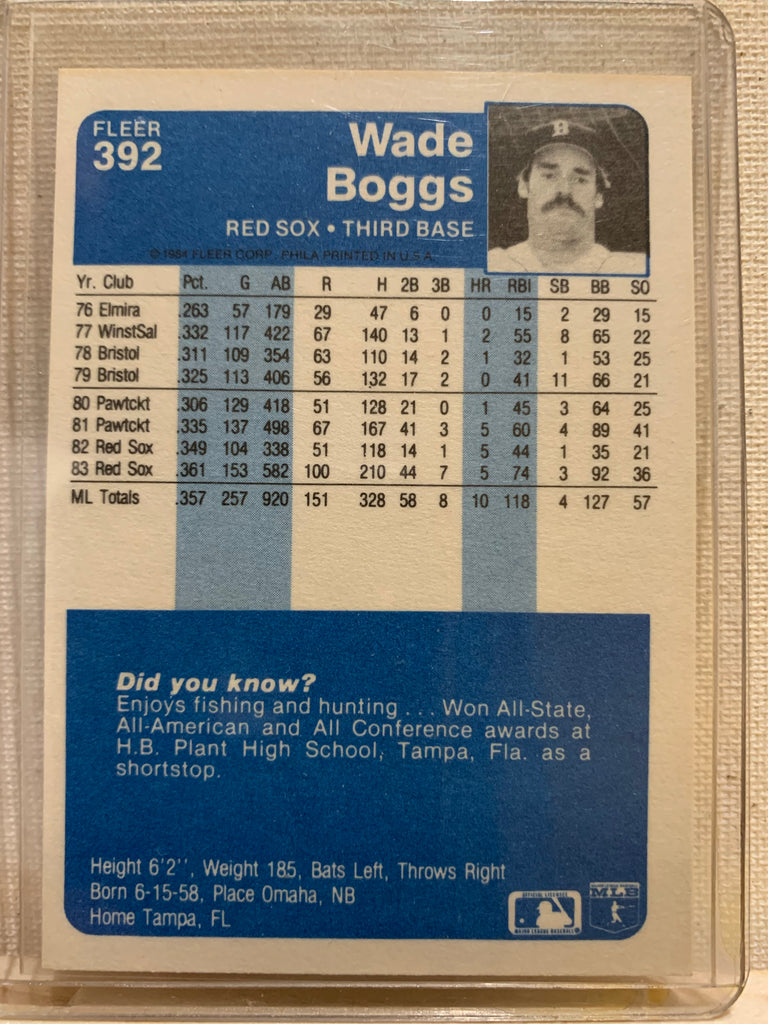 FLEER
392
Wade
Boggs
RED SOX • THIRD BASE
© 1984 FLEER CORP., PHILA PRINTED IN U.S.A.
B
Yr. Club Pct. G AB R H 2B 3B HR RBI SB BB SO
76 Elmira .263 57 179 29 47 6 0 0 15 2 29 15
77 WinstSal .332 117 422 67 140 13 1 2 55 8 65 22
78 Bristol .311 109 354 63 110 14 2 1 32 1 53 25
79 Bristol .325 113 406 56 132 17 2 0 41 11 66 21
80 Pawtckt .306 129 418 51 128 21 0 1 45 3 64 25
81 Pawtckt .335 137 498 67 167 41 3 5 60 4 89 41
82 Red Sox .349 104 338 51 118 14 1 5 44 1 35 21
83 Red Sox .361 153 582 100 210 44 7 5 74 3 92 36
ML Totals .357 257 920 151 328 58 8 10 118 4 127 57
Did you know?
Enjoys fishing and hunting . . . Won All-State,
All-American and All Conference awards at
H.B. Plant High School, Tampa, Fla. as a
shortstop.
Height 6'2'', Weight 185, Bats Left, Throws Right
Born 6-15-58, Place Omaha, NB
Home Tampa, FL
OFFICIAL LICENSEE
MAJOR LEAGUE BASEBALL
MLB